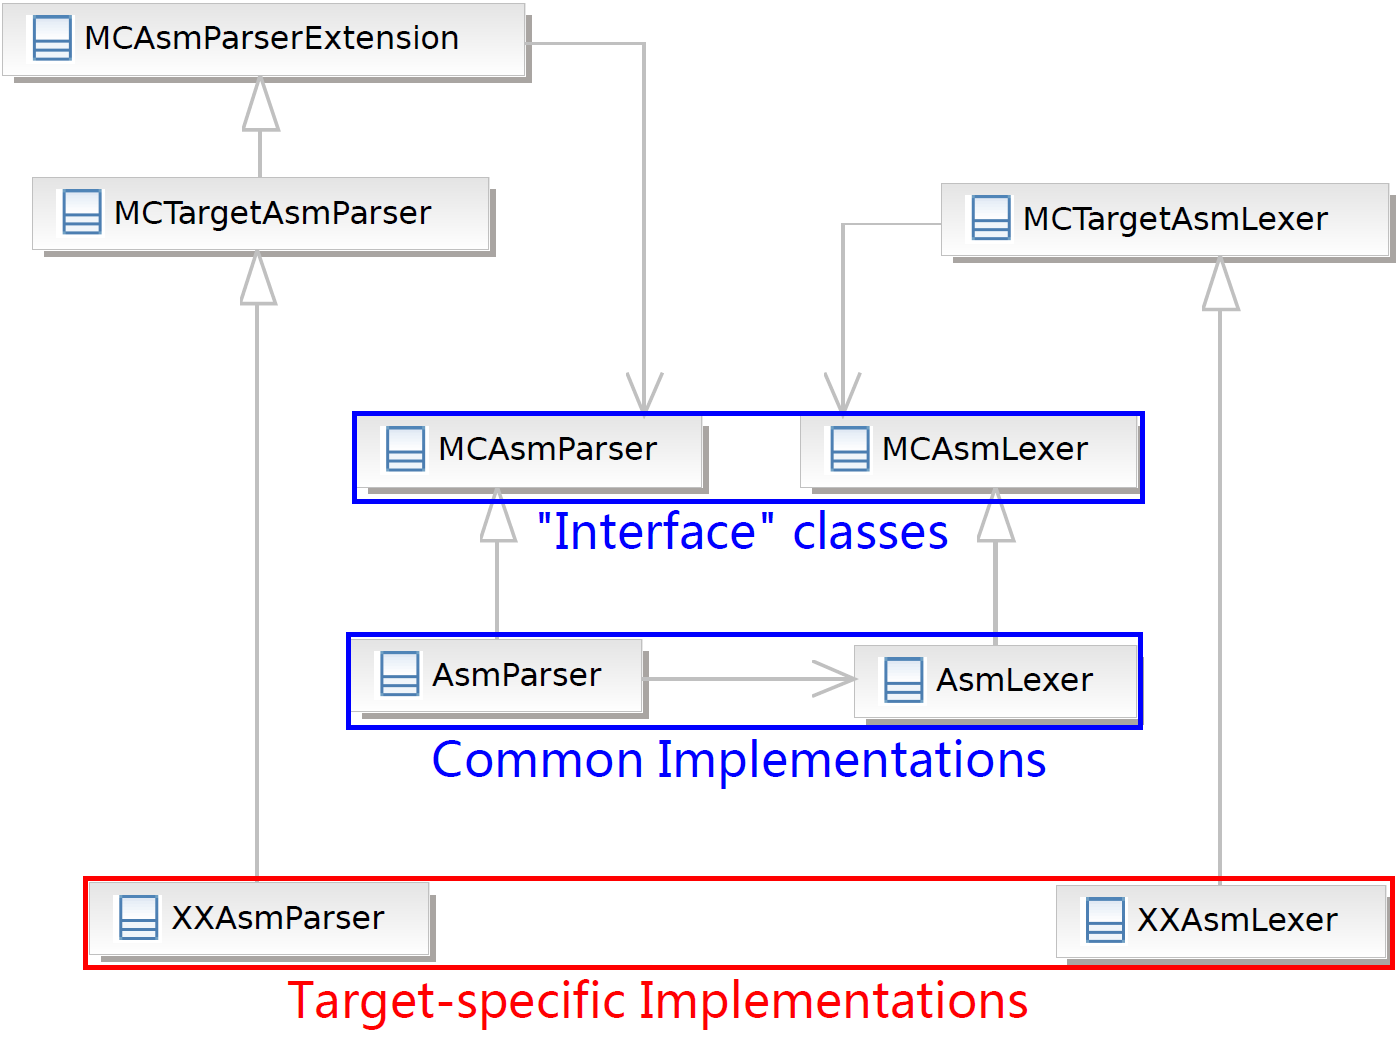 MCAsmParserExtension
MCTargetAsmParser
MCTargetAsmLexer
MCAsmParser
MCAsmLexer
"Interface" classes
AsmParser
AsmLexer
Common Implementations
XXAsmParser
XXAsmLexer
Target-specific Implementations